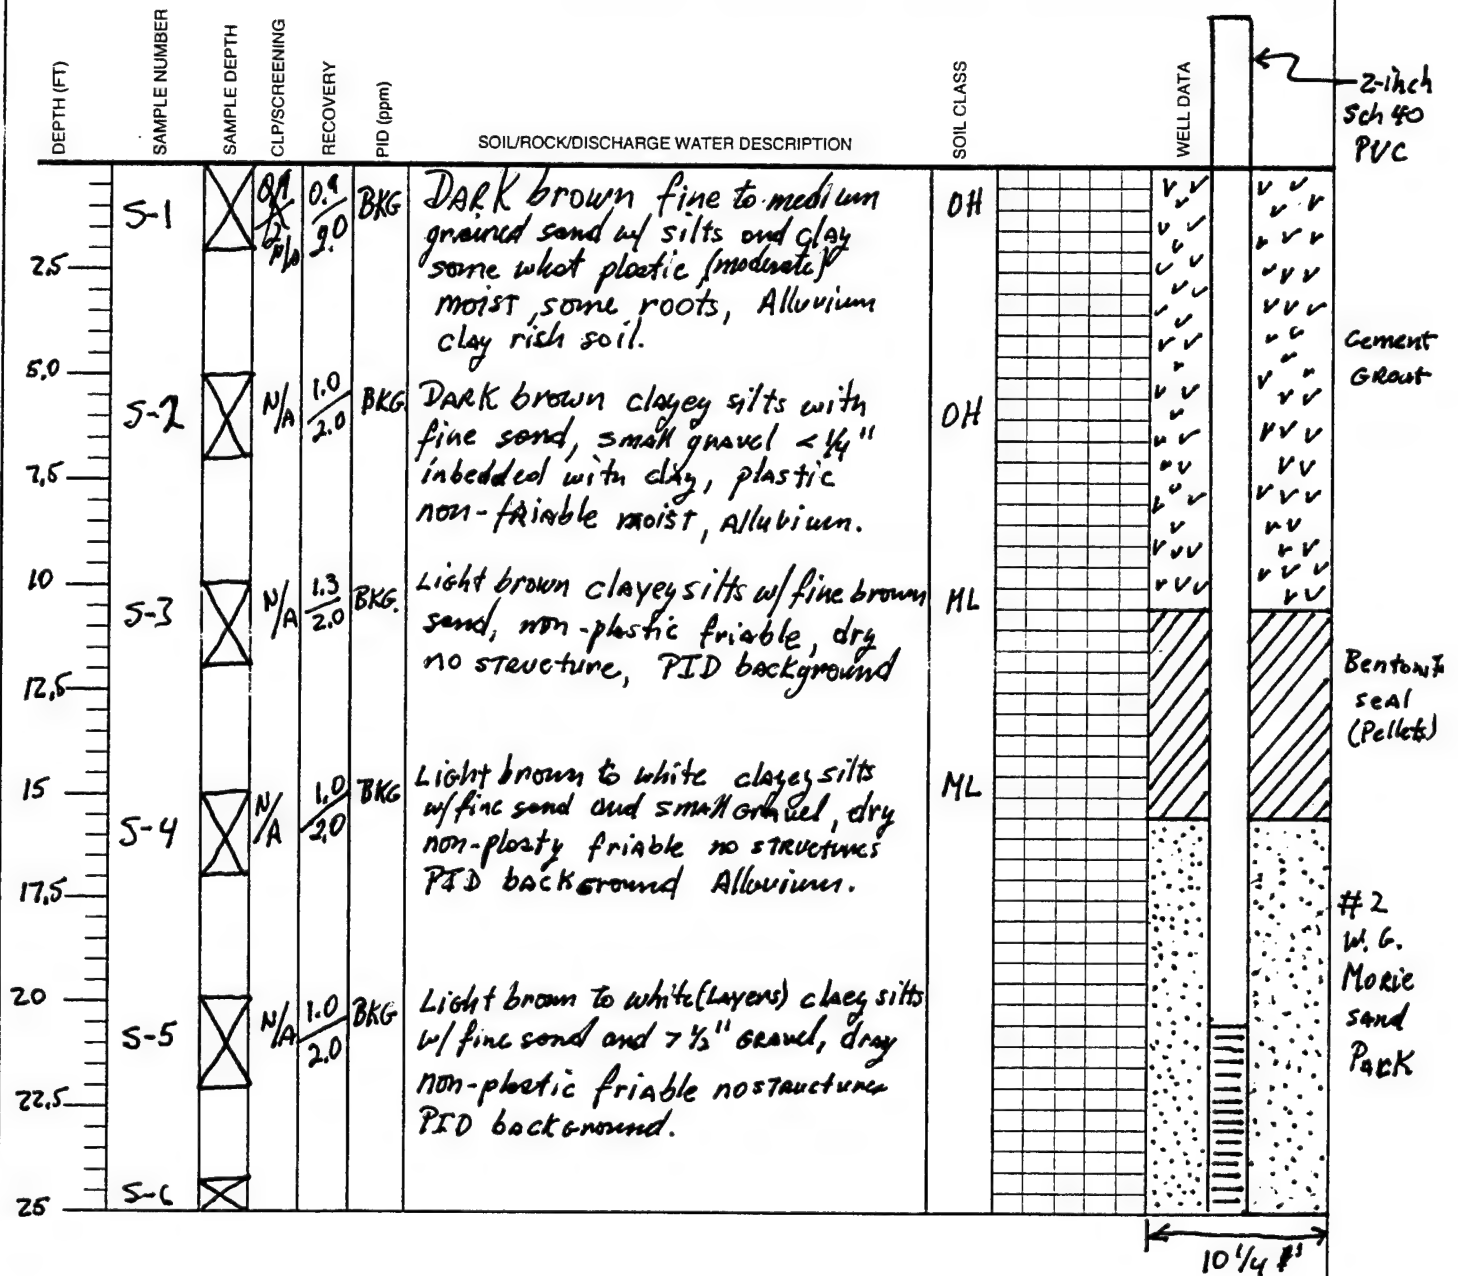 DEPTH (FT)
SAMPLE NUMBER
SAMPLE DEPTH
CLP/SCREENING
RECOVERY
PID (ppm)
SOIL/ROCK/DISCHARGE WATER DESCRIPTION
SOIL CLASS
WELL DATA
2-inch
Sch 40
PVC
S-1
N/A
0.9
2.0
BKG
DARK brown fine to medium
grained sand w/ silts and clay
some what plastic, (moderate)
moist, some roots, Alluvium
clay rish soil.
OH
2.5
5.0
Cement
Grout
S-2
N/A
1.0
2.0
BKG
DARK brown clayey silts with
fine sand, small gravel < 1/4"
inbedded with clay, plastic
non-friable moist, Alluvium.
OH
7.5
10
S-3
N/A
1.3
2.0
BKG.
Light brown clayey silts w/ fine brown
sand, non-plastic friable, dry
no structure, PID background
ML
12.5
Bentonite
seal
(Pellets)
15
S-4
N/A
1.0
2.0
BKG
Light brown to white clayey silts
w/ fine sand and small gravel, dry
non-plasty friable no structures
PID background Alluvium.
ML
17.5
#2
W. G.
Morie
sand
PACK
20
S-5
N/A
1.0
2.0
BKG
Light brown to white (Layers) claey silts
w/ fine sand and > 1/2" Gravel, dray
non-plastic friable no structures
PID background.
22.5
S-6
25
10 1/4